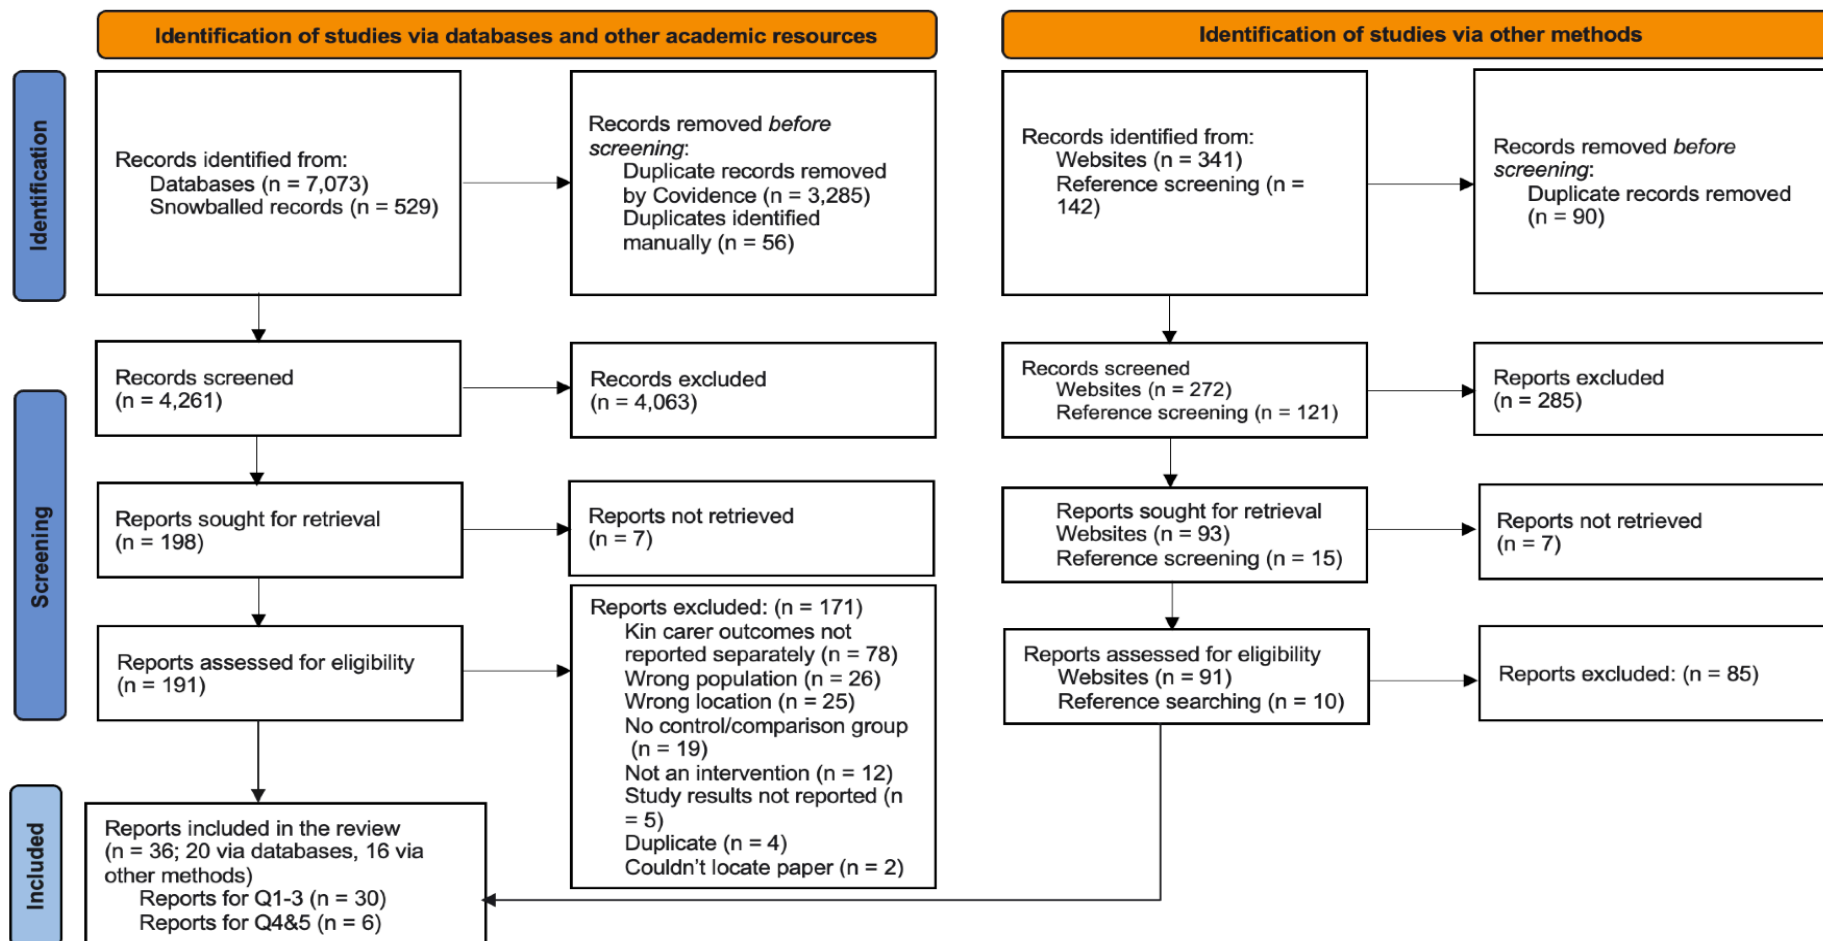 Identification of studies via databases and other academic resources
Identification of studies via other methods
Identification
Records identified from:
Databases (n = 7,073)
Snowballed records (n = 529)
Records removed before
screening:
Duplicate records removed
by Covidence (n = 3,285)
Duplicates identified
manually (n = 56)
Records identified from:
Websites (n = 341)
Reference screening (n =
142)
Records removed before
screening:
Duplicate records removed
(n = 90)
Screening
Records screened
(n = 4,261)
Records excluded
(n = 4,063)
Records screened
Websites (n = 272)
Reference screening (n = 121)
Reports excluded
(n = 285)
Reports sought for retrieval
(n = 198)
Reports not retrieved
(n = 7)
Reports sought for retrieval
Websites (n = 93)
Reference screening (n = 15)
Reports not retrieved
(n = 7)
Reports assessed for eligibility
(n = 191)
Reports excluded: (n = 171)
Kin carer outcomes not
reported separately (n = 78)
Wrong population (n = 26)
Wrong location (n = 25)
No control/comparison group
(n = 19)
Not an intervention (n = 12)
Study results not reported (n
= 5)
Duplicate (n = 4)
Couldn't locate paper (n = 2)
Reports assessed for eligibility
Websites (n = 91)
Reference searching (n = 10)
Reports excluded: (n = 85)
Included
Reports included in the review
(n = 36; 20 via databases, 16 via
other methods)
Reports for Q1-3 (n = 30)
Reports for Q4&5 (n = 6)